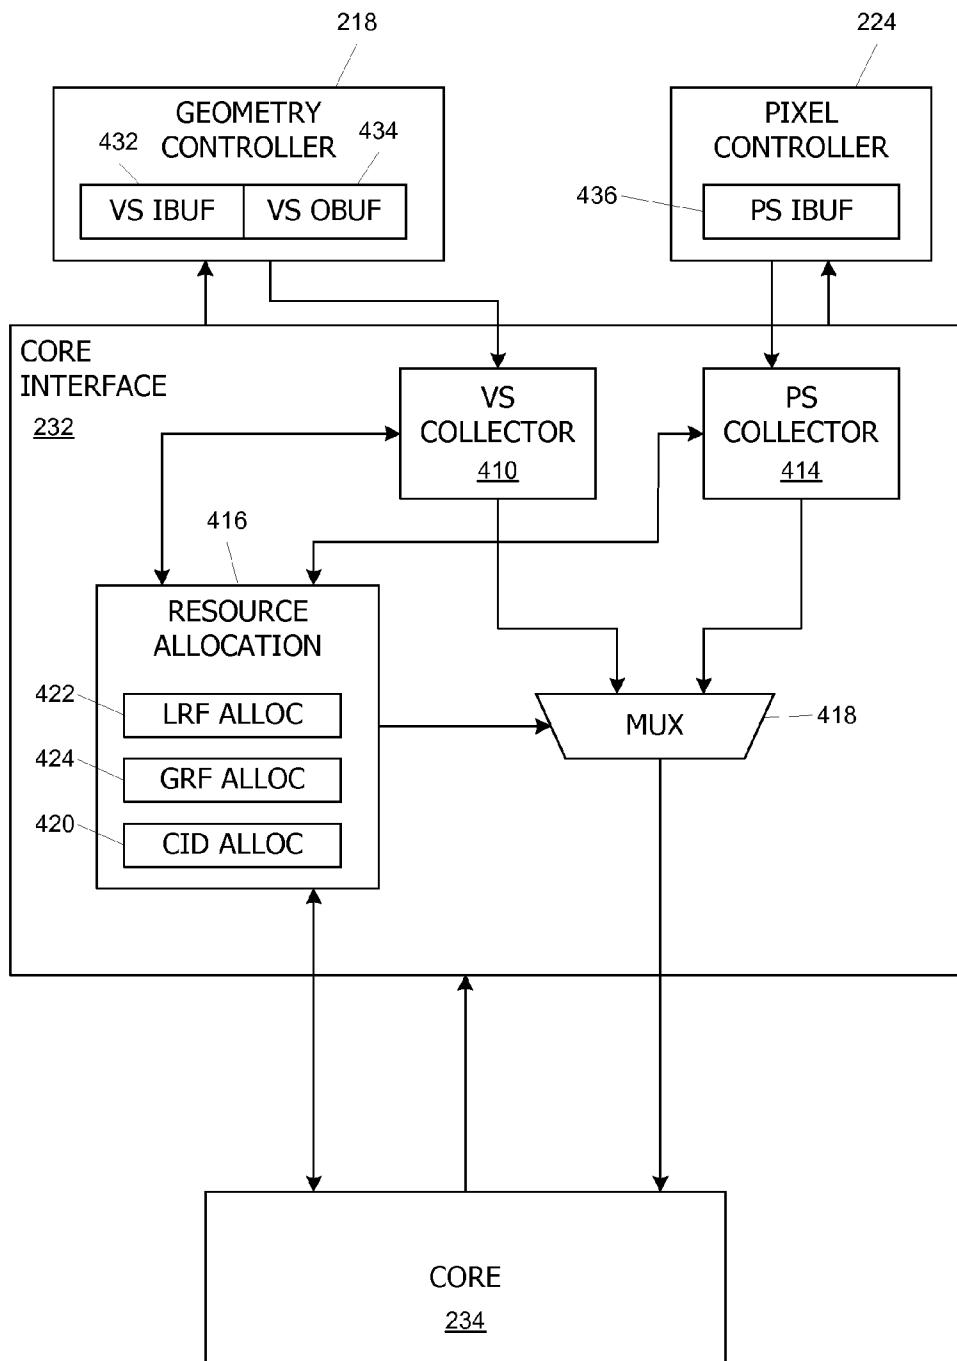 218
224
GEOMETRY
CONTROLLER
432
434
VS IBUF
VS OBUF
PIXEL
CONTROLLER
436
PS IBUF
CORE
INTERFACE
232
VS
COLLECTOR
410
PS
COLLECTOR
414
416
RESOURCE
ALLOCATION
422
LRF ALLOC
424
GRF ALLOC
420
CID ALLOC
MUX
418
CORE
234